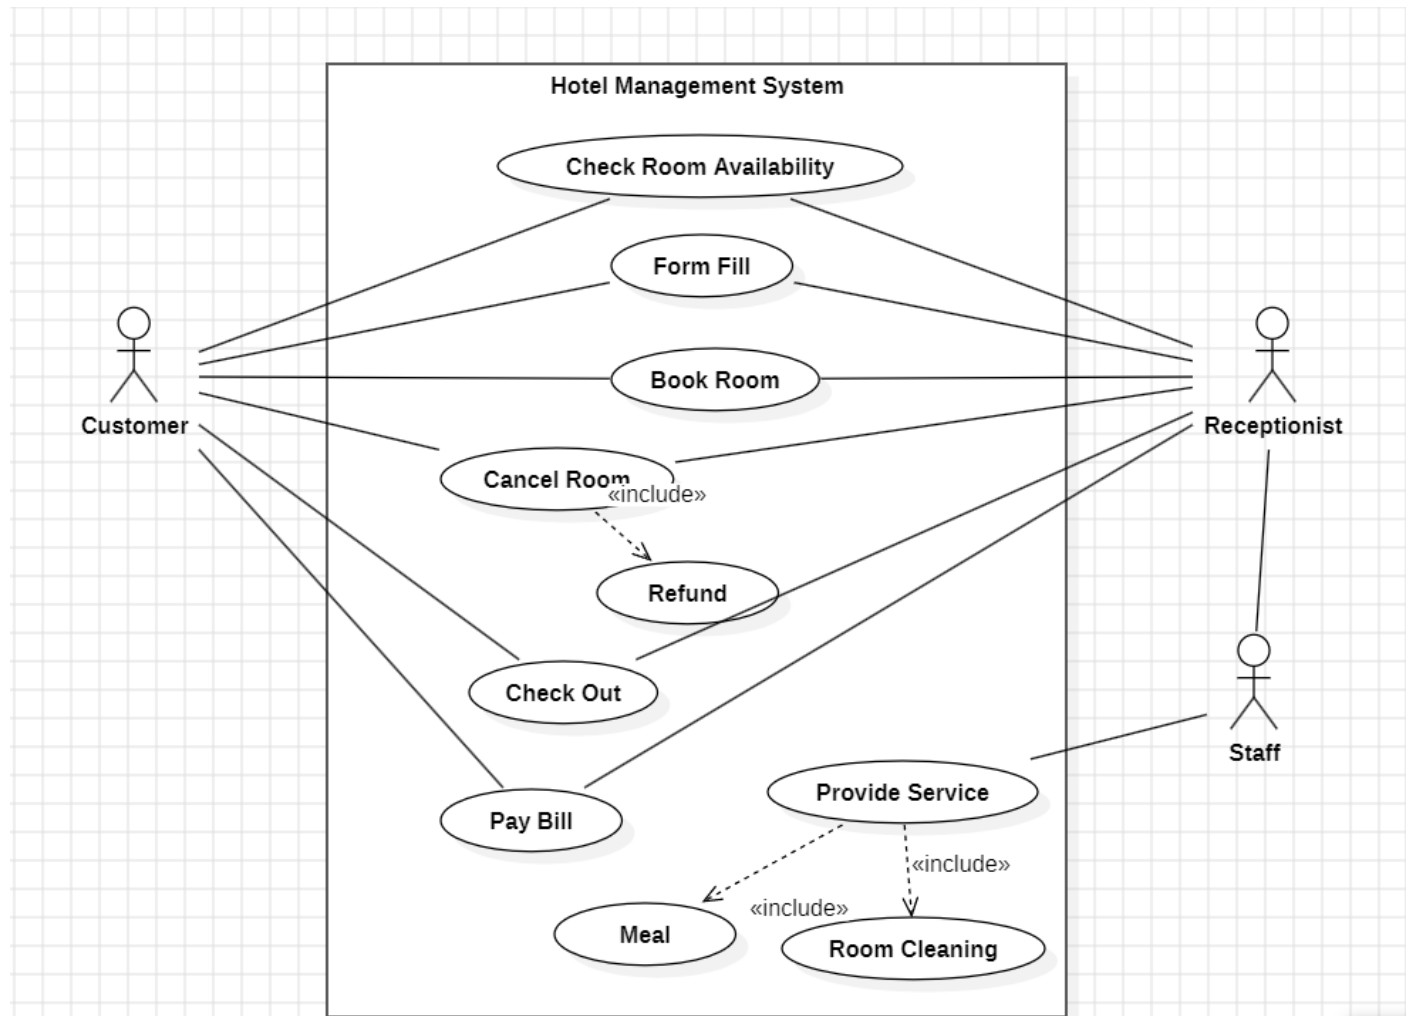 Hotel Management System
Check Room Availability
Form Fill
Book Room
Customer
Receptionist
Cancel Room
«include»
Refund
Check Out
Staff
Provide Service
Pay Bill
«include»
«include»
Meal
Room Cleaning